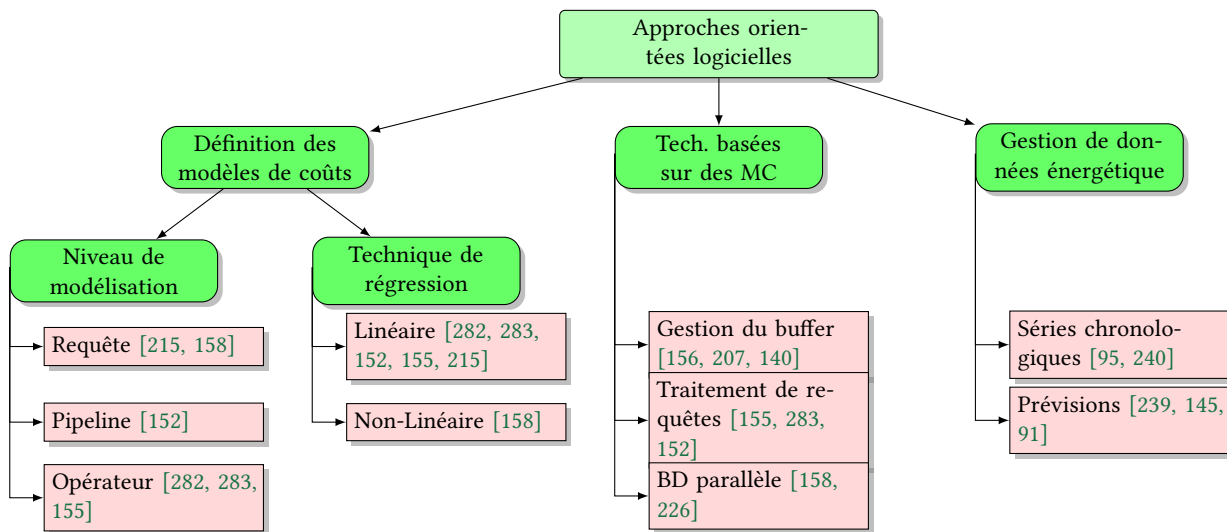 Approches orien-
tées logicielles
Définition des
modèles de coûts
Tech. basées
sur des MC
Gestion de don-
nées énergétique
Niveau de
modélisation
Technique de
régression
Requête [215, 158]
Pipeline [152]
Opérateur [282, 283,
155]
Linéaire [282, 283,
152, 155, 215]
Non-Linéaire [158]
Gestion du buffer
[156, 207, 140]
Traitement de re-
quêtes [155, 283,
152]
BD parallèle [158,
226]
Séries chronolo-
giques [95, 240]
Prévisions [239, 145,
91]